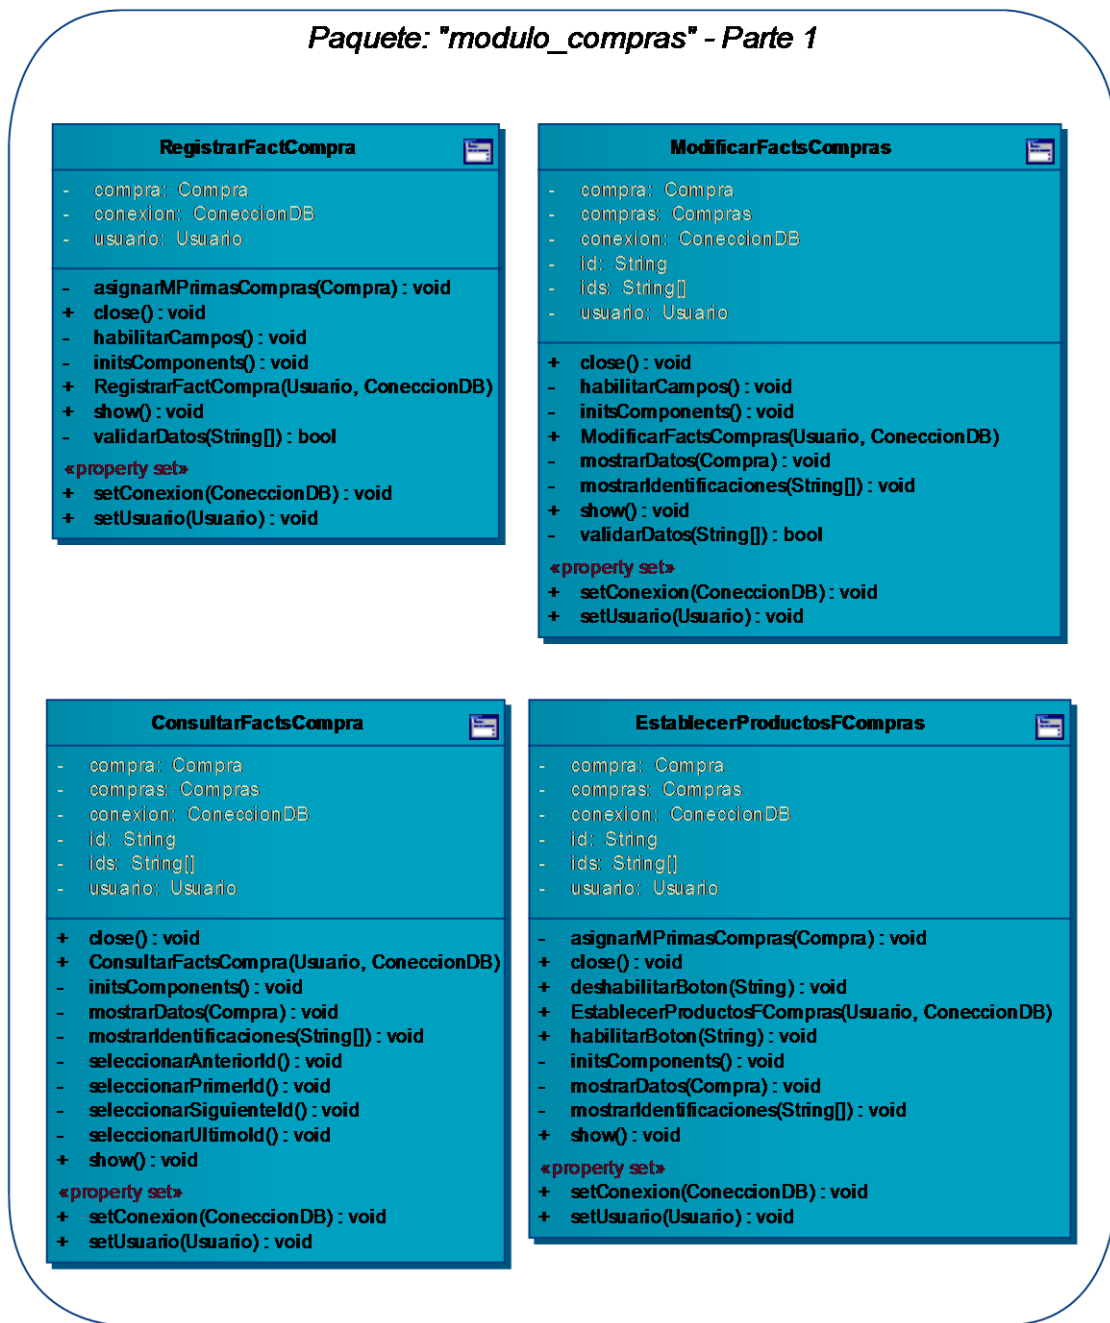 Paquete: "modulo_compras" - Parte 1
RegistrarFactCompra
- compra: Compra
- conexion: ConeccionDB
- usuario: Usuario
- asignarMPrimasCompras(Compra) : void
+ close() : void
- habilitarCampos() : void
- initsComponents() : void
+ RegistrarFactCompra(Usuario, ConeccionDB)
+ show() : void
- validarDatos(String[]) : bool
«property set»
+ setConexion(ConeccionDB) : void
+ setUsuario(Usuario) : void
ModificarFactsCompras
- compra: Compra
- compras: Compras
- conexion: ConeccionDB
- id: String
- ids: String[]
- usuario: Usuario
+ close() : void
- habilitarCampos() : void
- initsComponents() : void
+ ModificarFactsCompras(Usuario, ConeccionDB)
- mostrarDatos(Compra) : void
- mostrarIdentificaciones(String[]) : void
+ show() : void
- validarDatos(String[]) : bool
«property set»
+ setConexion(ConeccionDB) : void
+ setUsuario(Usuario) : void
ConsultarFactsCompra
- compra: Compra
- compras: Compras
- conexion: ConeccionDB
- id: String
- ids: String[]
- usuario: Usuario
+ close() : void
+ ConsultarFactsCompra(Usuario, ConeccionDB)
- initsComponents() : void
- mostrarDatos(Compra) : void
- mostrarIdentificaciones(String[]) : void
- seleccionarAnteriorId() : void
- seleccionarPrimerId() : void
- seleccionarSiguienteId() : void
- seleccionarUltimoId() : void
+ show() : void
«property set»
+ setConexion(ConeccionDB) : void
+ setUsuario(Usuario) : void
EstablecerProductosFCompras
- compra: Compra
- compras: Compras
- conexion: ConeccionDB
- id: String
- ids: String[]
- usuario: Usuario
- asignarMPrimasCompras(Compra) : void
+ close() : void
+ deshabilitarBoton(String) : void
+ EstablecerProductosFCompras(Usuario, ConeccionDB)
+ habilitarBoton(String) : void
- initsComponents() : void
- mostrarDatos(Compra) : void
- mostrarIdentificaciones(String[]) : void
+ show() : void
«property set»
+ setConexion(ConeccionDB) : void
+ setUsuario(Usuario) : void